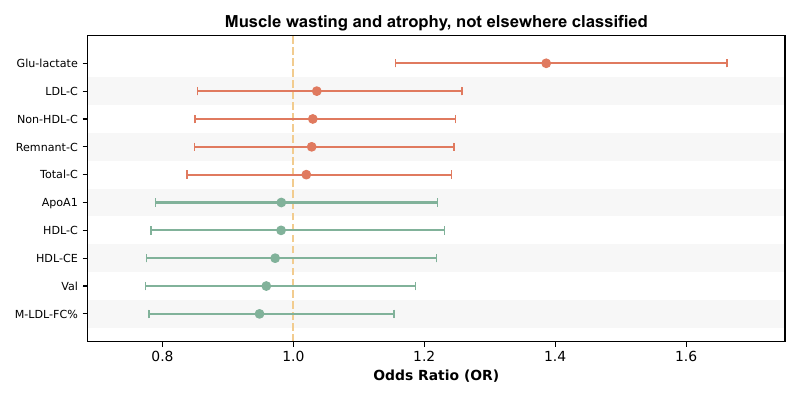 Muscle wasting and atrophy, not elsewhere classified
Glu-lactate
LDL-C
Non-HDL-C
Remnant-C
Total-C
ApoA1
HDL-C
HDL-CE
Val
M-LDL-FC%
0.8 1.0 1.2 1.4 1.6
Odds Ratio (OR)